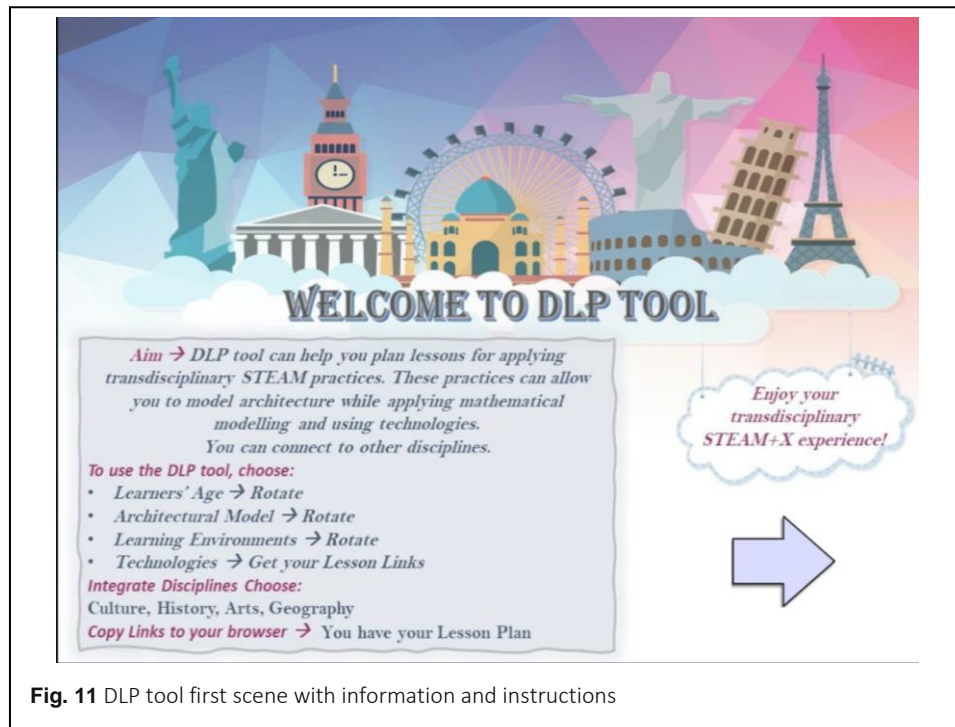 WELCOME TO DLP TOOL
Aim → DLP tool can help you plan lessons for applying
transdisciplinary STEAM practices. These practices can allow
you to model architecture while applying mathematical
modelling and using technologies.
You can connect to other disciplines.
To use the DLP tool, choose:
• Learners' Age → Rotate
• Architectural Model → Rotate
• Learning Environments → Rotate
• Technologies → Get your Lesson Links
Integrate Disciplines Choose:
Culture, History, Arts, Geography
Copy Links to your browser → You have your Lesson Plan
Enjoy your
transdisciplinary
STEAM+X experience!
Fig. 11 DLP tool first scene with information and instructions